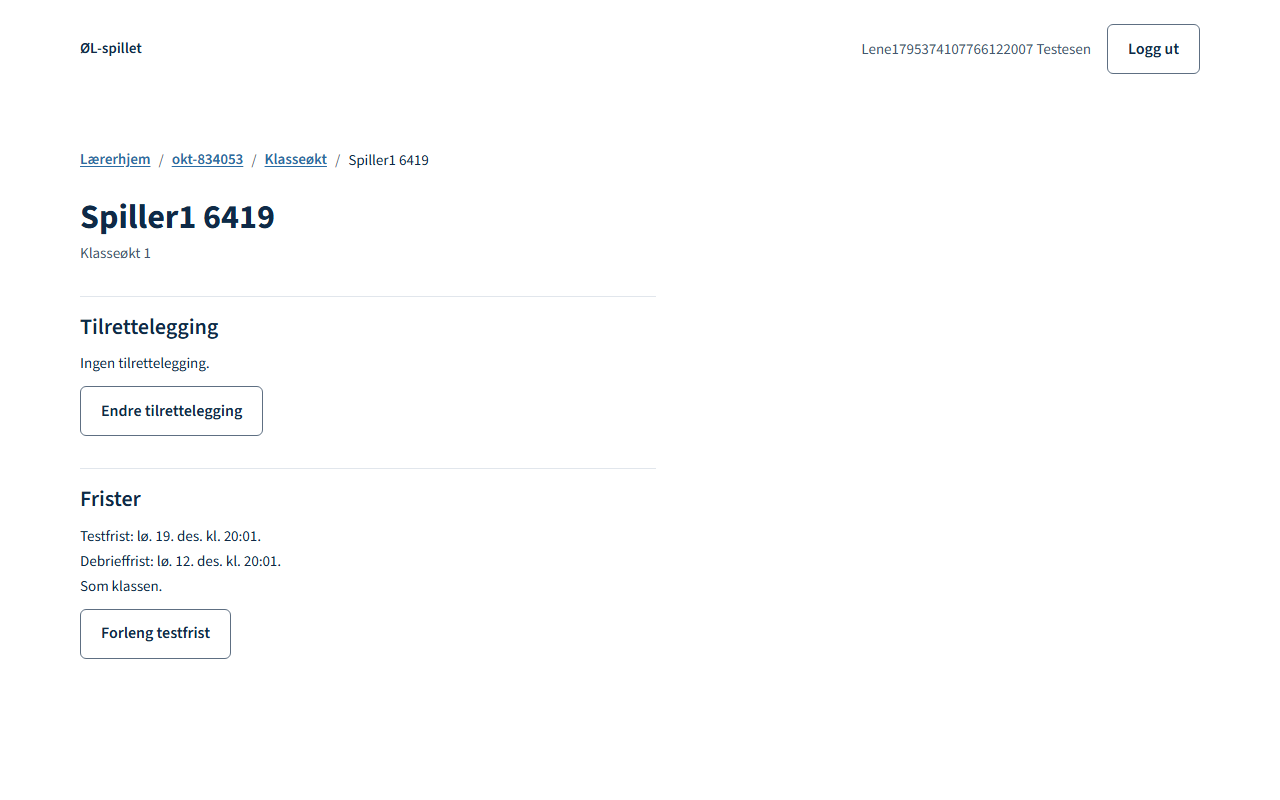 ØL-spillet
Lene1795374107766122007 Testesen
Logg ut
Lærerhjem / okt-834053 / Klasseøkt / Spiller1 6419
Spiller1 6419
Klasseøkt 1
Tilrettelegging
Ingen tilrettelegging.
Endre tilrettelegging
Frister
Testfrist: lø. 19. des. kl. 20:01.
Debrieffrist: lø. 12. des. kl. 20:01.
Som klassen.
Forleng testfrist